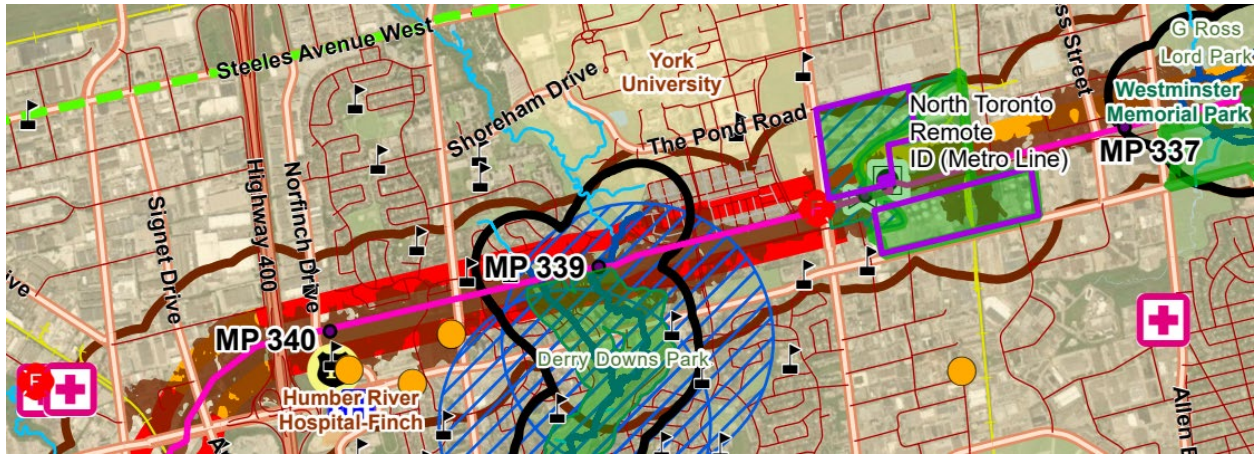 Steeles Avenue West
York
University
G Ross
Lord Park
Westminster
Memorial Park
Shoreham Drive
The Pond Road
North Toronto
Remote
ID (Metro Line)
MP 337
Highway 400
Norfinch Drive
Signet Drive
MP 339
MP 340
Derry Downs Park
Humber River
Hospital-Finch
F
F